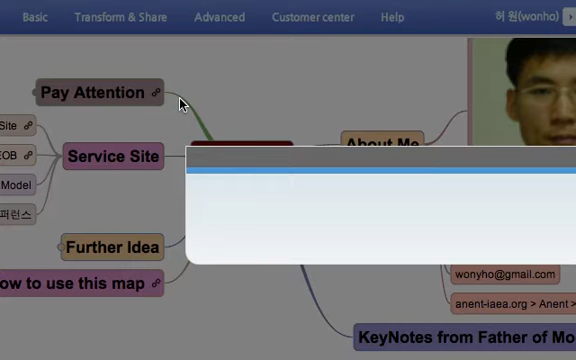 Basic
Transform & Share
Advanced
Customer center
Help
허 원(wonho)
Pay Attention
Site
EOB
Service Site
Model
퍼런스
About Me
Further Idea
ow to use this map
wonyho@gmail.com
anent-iaea.org > Anent >
KeyNotes from Father of Mo